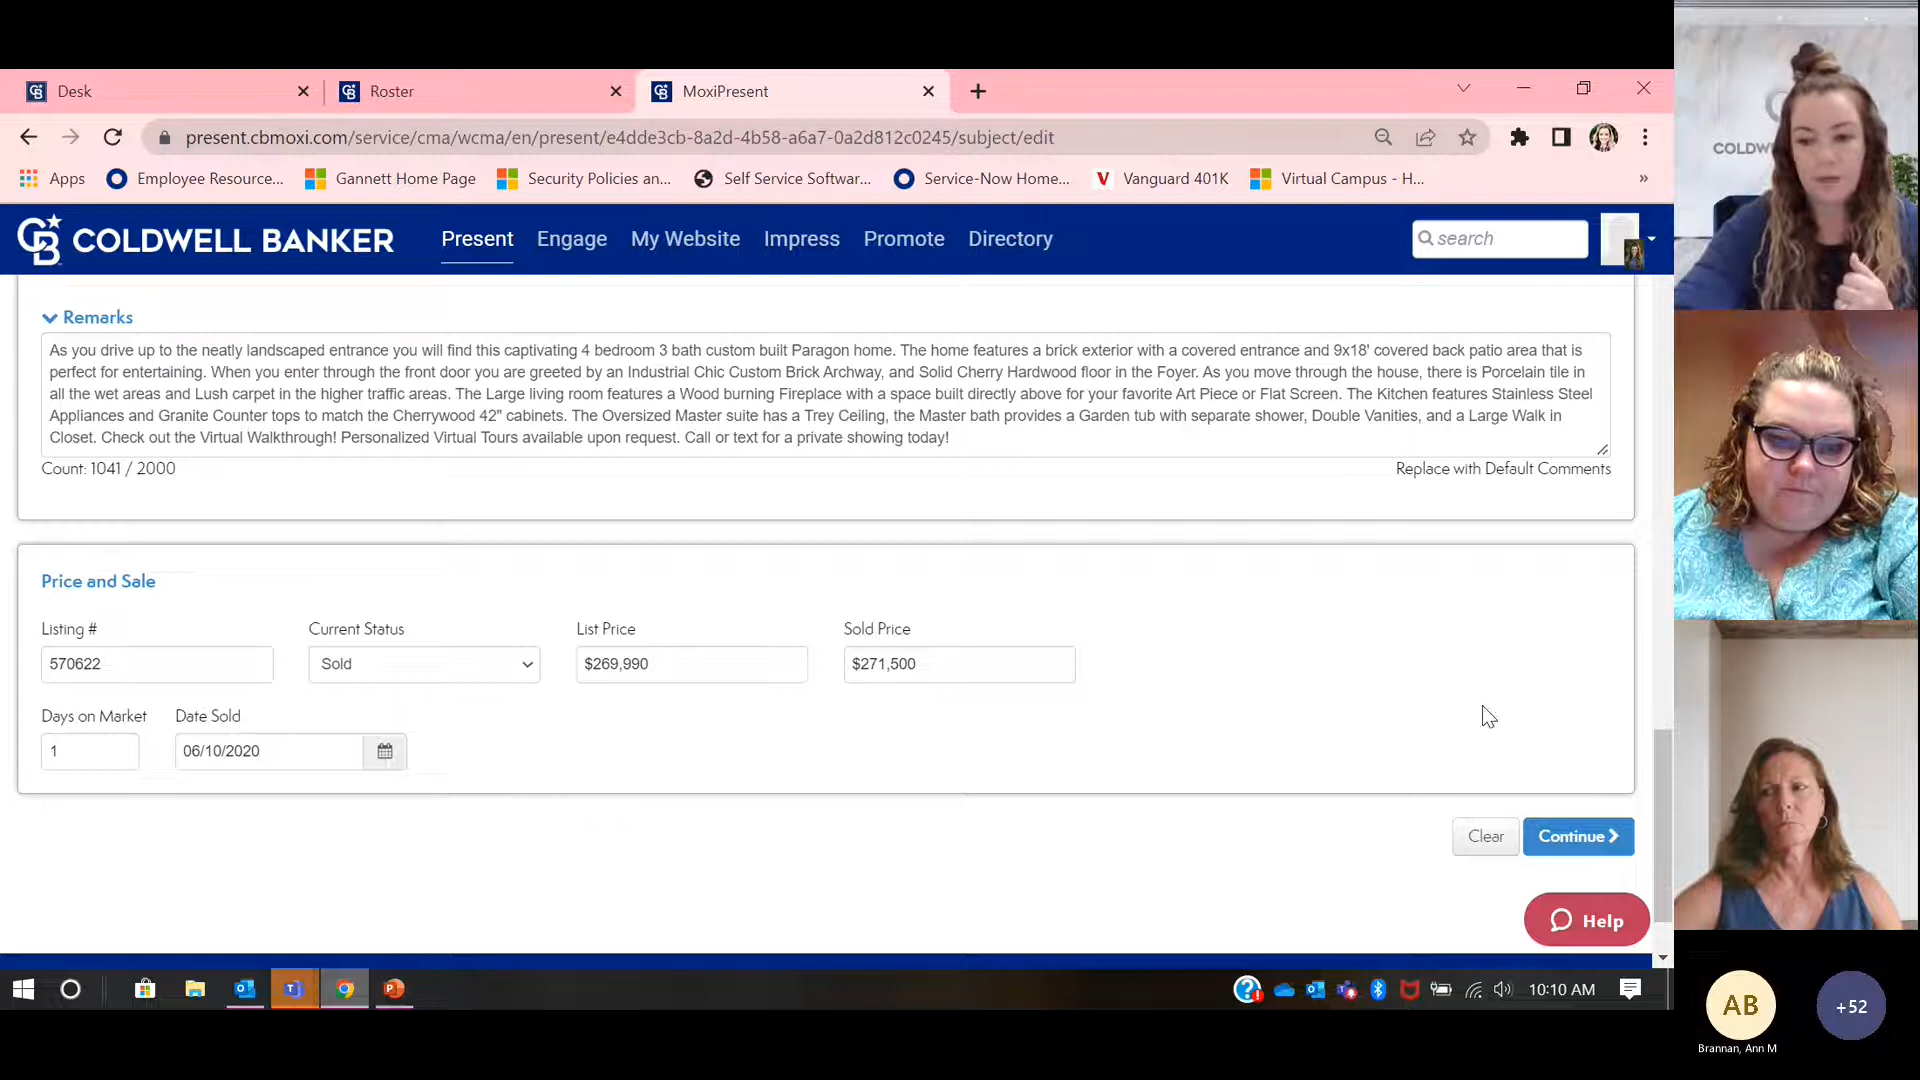 Desk
Roster
MoxiPresent
present.cbmoxi.com/service/cma/wcma/en/present/e4dde3cb-8a2d-4b58-a6a7-0a2d812c0245/subject/edit
Apps
Employee Resource...
Gannett Home Page
Security Policies an...
Self Service Softwar...
Service-Now Home...
Vanguard 401K
Virtual Campus - H...
»
COLDWELL BANKER
Present
Engage
My Website
Impress
Promote
Directory
search
Remarks
As you drive up to the neatly landscaped entrance you will find this captivating 4 bedroom 3 bath custom built Paragon home. The home features a brick exterior with a covered entrance and 9x18' covered back patio area that is
perfect for entertaining. When you enter through the front door you are greeted by an Industrial Chic Custom Brick Archway, and Solid Cherry Hardwood floor in the Foyer. As you move through the house, there is Porcelain tile in
all the wet areas and Lush carpet in the higher traffic areas. The Large living room features a Wood burning Fireplace with a space built directly above for your favorite Art Piece or Flat Screen. The Kitchen features Stainless Steel
Appliances and Granite Counter tops to match the Cherrywood 42" cabinets. The Oversized Master suite has a Trey Ceiling, the Master bath provides a Garden tub with separate shower, Double Vanities, and a Large Walk in
Closet. Check out the Virtual Walkthrough! Personalized Virtual Tours available upon request. Call or text for a private showing today!
Count: 1041 / 2000
Replace with Default Comments
Price and Sale
Listing #
Current Status
List Price
Sold Price
570622
Sold
$269,990
$271,500
Days on Market
Date Sold
1
06/10/2020
Clear
Continue
Help
10:10 AM
COLDW
AB
+52
Brannan, Ann M